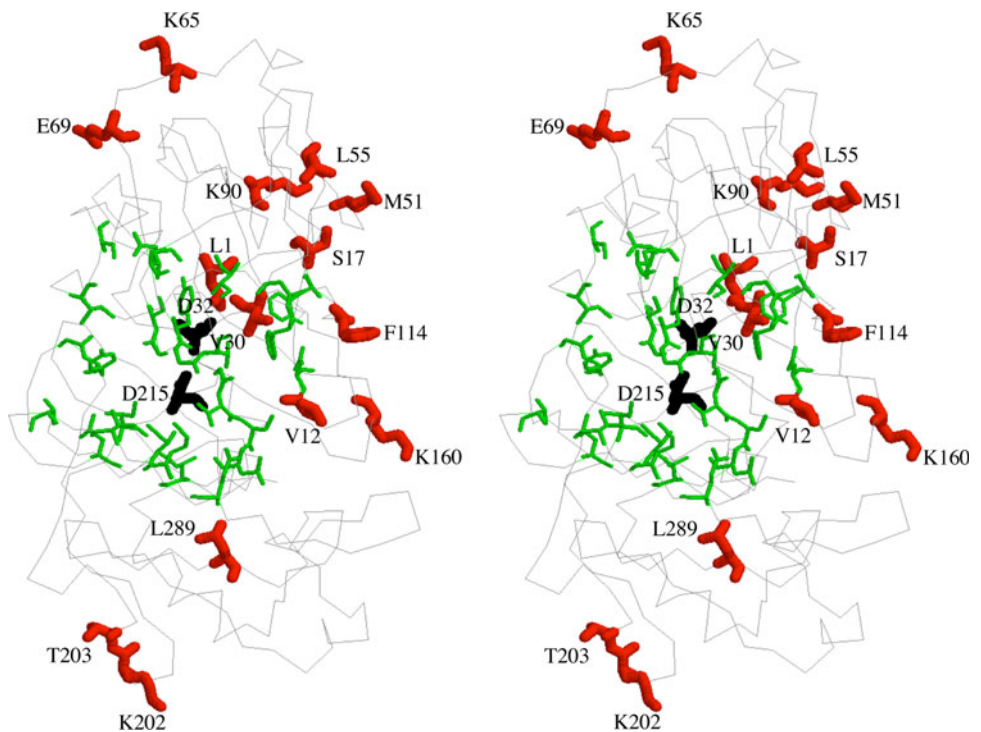 K65
E69
L55
K90
M51
L1
S17
D32
V30
F114
D215
V12
K160
L289
T203
K202
K65
E69
L55
K90
M51
L1
S17
D32
V30
F114
D215
V12
K160
L289
T203
K202